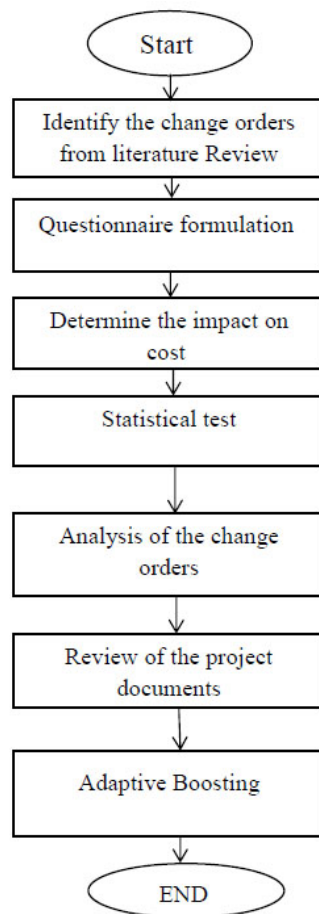 Start
Identify the change orders
from literature Review
Questionnaire formulation
Determine the impact on
cost
Statistical test
Analysis of the change
orders
Review of the project
documents
Adaptive Boosting
END